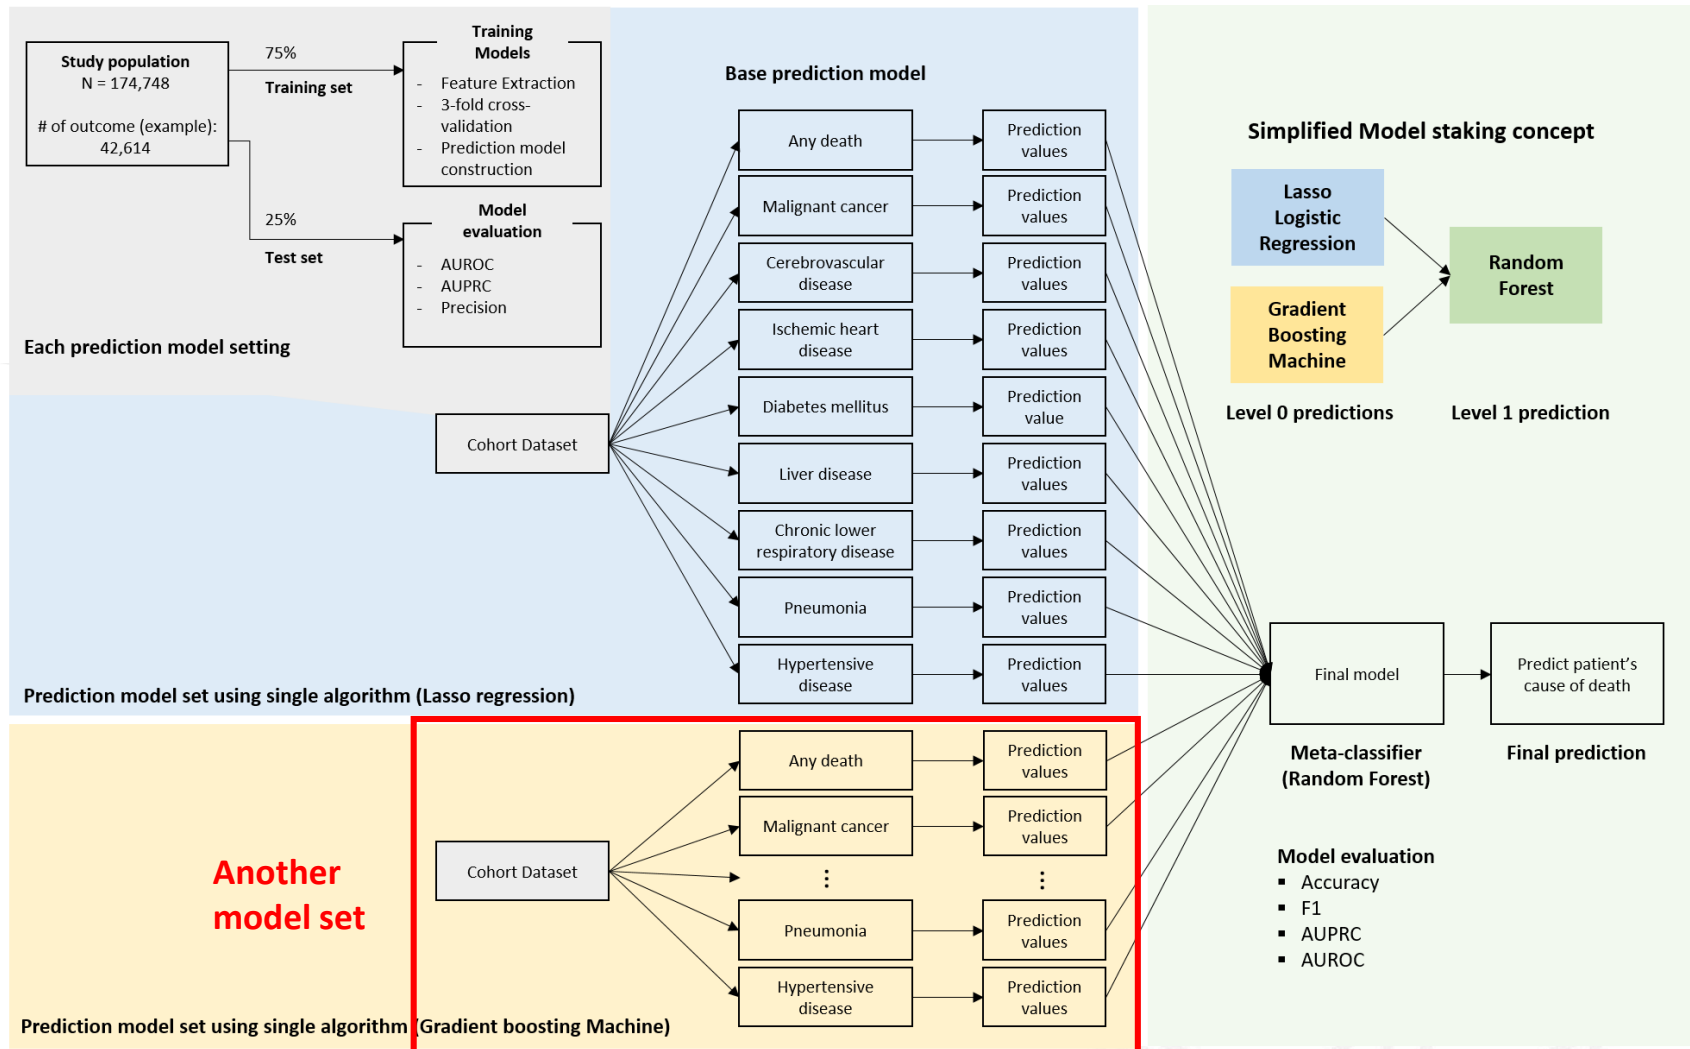 Study population
N = 174,748
# of outcome (example):
42,614
75%
Training set
25%
Test set
Training
Models
- Feature Extraction
- 3-fold cross-
validation
- Prediction model
construction
Model
evaluation
- AUROC
- AUPRC
- Precision
Each prediction model setting
Cohort Dataset
Prediction model set using single algorithm (Lasso regression)
Base prediction model
Any death
Prediction
values
Malignant cancer
Prediction
values
Cerebrovascular
disease
Prediction
values
Ischemic heart
disease
Prediction
values
Diabetes mellitus
Prediction
value
Liver disease
Prediction
values
Chronic lower
respiratory disease
Prediction
values
Pneumonia
Prediction
values
Hypertensive
disease
Prediction
values
Another
model set
Cohort Dataset
Any death
Prediction
values
Malignant cancer
Prediction
values
⋮
⋮
Pneumonia
Prediction
values
Hypertensive
disease
Prediction
values
Prediction model set using single algorithm (Gradient boosting Machine)
Simplified Model staking concept
Lasso
Logistic
Regression
Gradient
Boosting
Machine
Random
Forest
Level 0 predictions
Level 1 prediction
Final model
Predict patient's
cause of death
Meta-classifier
(Random Forest)
Final prediction
Model evaluation
▪ Accuracy
▪ F1
▪ AUPRC
▪ AUROC